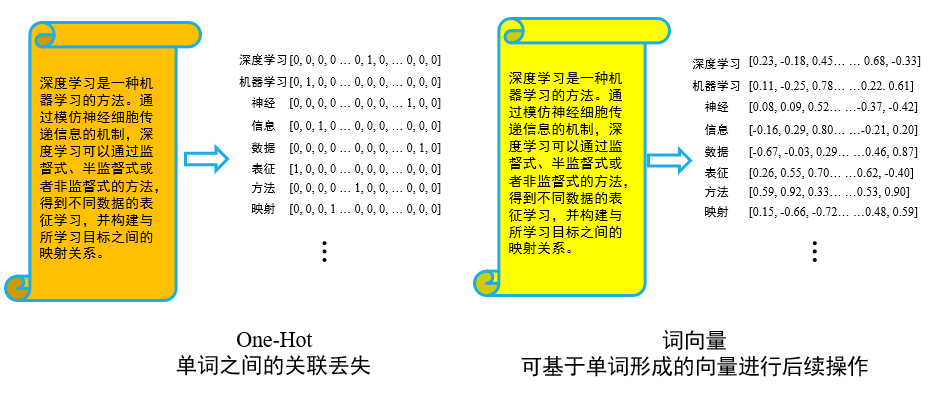 深度学习是一种机
器学习的方法。通
过模仿神经细胞传
递信息的机制，深
度学习可以通过监
督式、半监督式或
者非监督式的方法，
得到不同数据的表
征学习，并构建与
所学习目标之间的
映射关系。
深度学习 [0, 0, 0, 0 … 0, 1, 0, … 0, 0, 0]
机器学习 [0, 1, 0, 0 … 0, 0, 0, … 0, 0, 0]
神经 [0, 0, 0, 0 … 0, 0, 0, … 1, 0, 0]
信息 [0, 0, 1, 0 … 0, 0, 0, … 0, 0, 0]
数据 [0, 0, 0, 0 … 0, 0, 0, … 0, 1, 0]
表征 [1, 0, 0, 0 … 0, 0, 0, … 0, 0, 0]
方法 [0, 0, 0, 0 … 1, 0, 0, … 0, 0, 0]
映射 [0, 0, 0, 1 … 0, 0, 0, … 0, 0, 0]
⋮
One-Hot
单词之间的关联丢失
深度学习是一种机
器学习的方法。通
过模仿神经细胞传
递信息的机制，深
度学习可以通过监
督式、半监督式或
者非监督式的方法，
得到不同数据的表
征学习，并构建与
所学习目标之间的
映射关系。
深度学习 [0.23, -0.18, 0.45… … 0.68, -0.33]
机器学习 [0.11, -0.25, 0.78… …0.22. 0.61]
神经 [0.08, 0.09, 0.52… …-0.37, -0.42]
信息 [-0.16, 0.29, 0.80… …-0.21, 0.20]
数据 [-0.67, -0.03, 0.29… …0.46, 0.87]
表征 [0.26, 0.55, 0.70… …0.62, -0.40]
方法 [0.59, 0.92, 0.33… …0.53, 0.90]
映射 [0.15, -0.66, -0.72… …0.48, 0.59]
⋮
词向量
可基于单词形成的向量进行后续操作